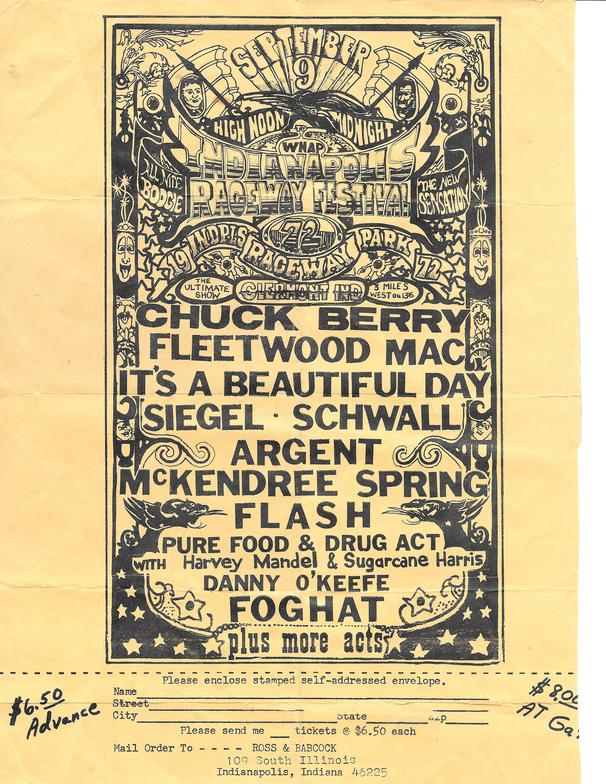 SEPTEMBER
9
HIGH NOON TO MIDNIGHT
WNAP
INDIANAPOLIS
RACEWAY FESTIVAL
ALL NITE BOOGIE
THE NEW SENSATION
19 INDPLS 72 PARK 72
RACEWAY
THE ULTIMATE SHOW
CLERMONT IND
5 MILES WEST ON 136
CHUCK BERRY
FLEETWOOD MAC
IT'S A BEAUTIFUL DAY
SIEGEL · SCHWALL
ARGENT
McKENDREE SPRING
FLASH
PURE FOOD & DRUG ACT
WITH Harvey Mandel & Sugarcane Harris
DANNY O'KEEFE
FOGHAT
plus more acts
Please enclose stamped self-addressed envelope.
$6.50
Advance
$8.00
AT Ga
Name
Street
City State Zip
Please send me __ tickets @ $6.50 each
Mail Order To - - - - ROSS & BABCOCK
109 South Illinois
Indianapolis, Indiana 46225